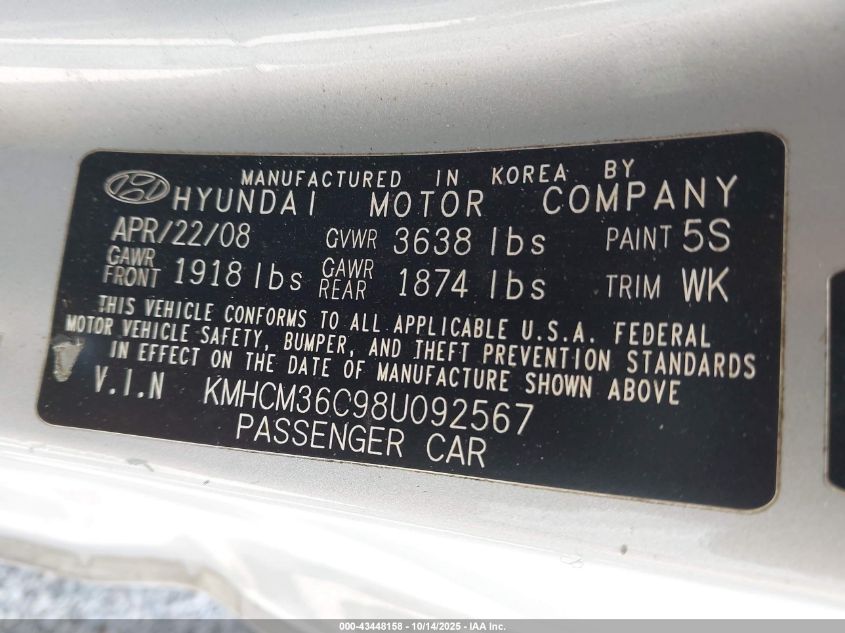 MANUFACTURED IN KOREA BY
HYUNDAI MOTOR COMPANY
APR/22/08 GVWR 3638 lbs PAINT 5S
GAWR FRONT 1918 lbs GAWR REAR 1874 lbs TRIM WK
THIS VEHICLE CONFORMS TO ALL APPLICABLE U.S.A. FEDERAL
MOTOR VEHICLE SAFETY, BUMPER, AND THEFT PREVENTION STANDARDS
IN EFFECT ON THE DATE OF MANUFACTURE SHOWN ABOVE
V.I.N KMHCM36C98U092567
PASSENGER CAR
000-43448158 - 10/14/2025 - IAA Inc.